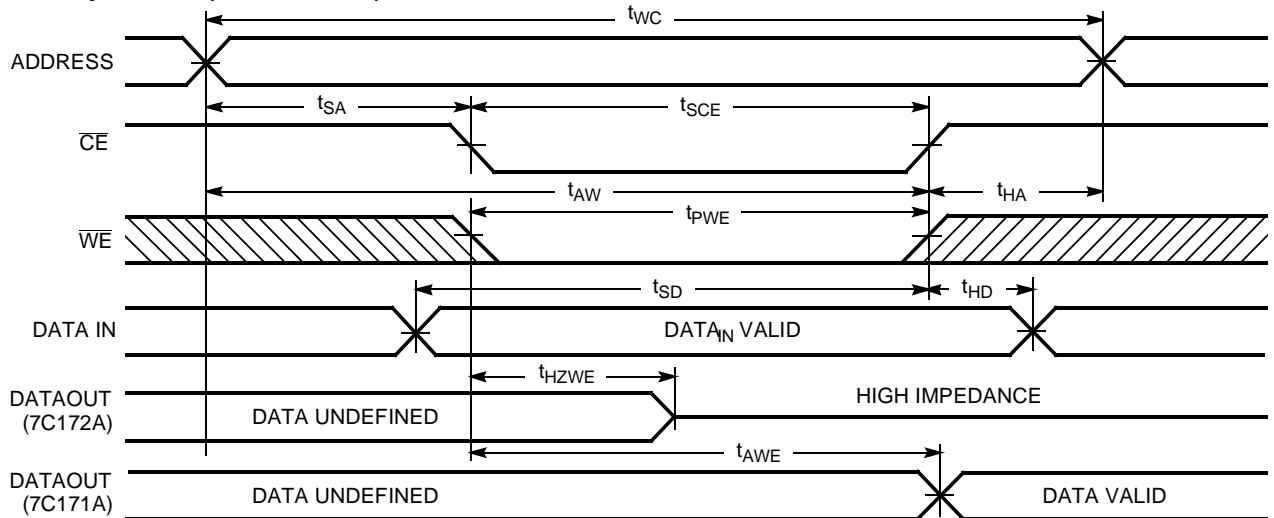 tWC
ADDRESS
tSA
tSCE
CE
tAW
tHA
tPWE
WE
tSD
tHD
DATA IN
DATAIN VALID
tHZWE
HIGH IMPEDANCE
DATAOUT
(7C172A)
DATA UNDEFINED
tAWE
DATAOUT
(7C171A)
DATA UNDEFINED
DATA VALID